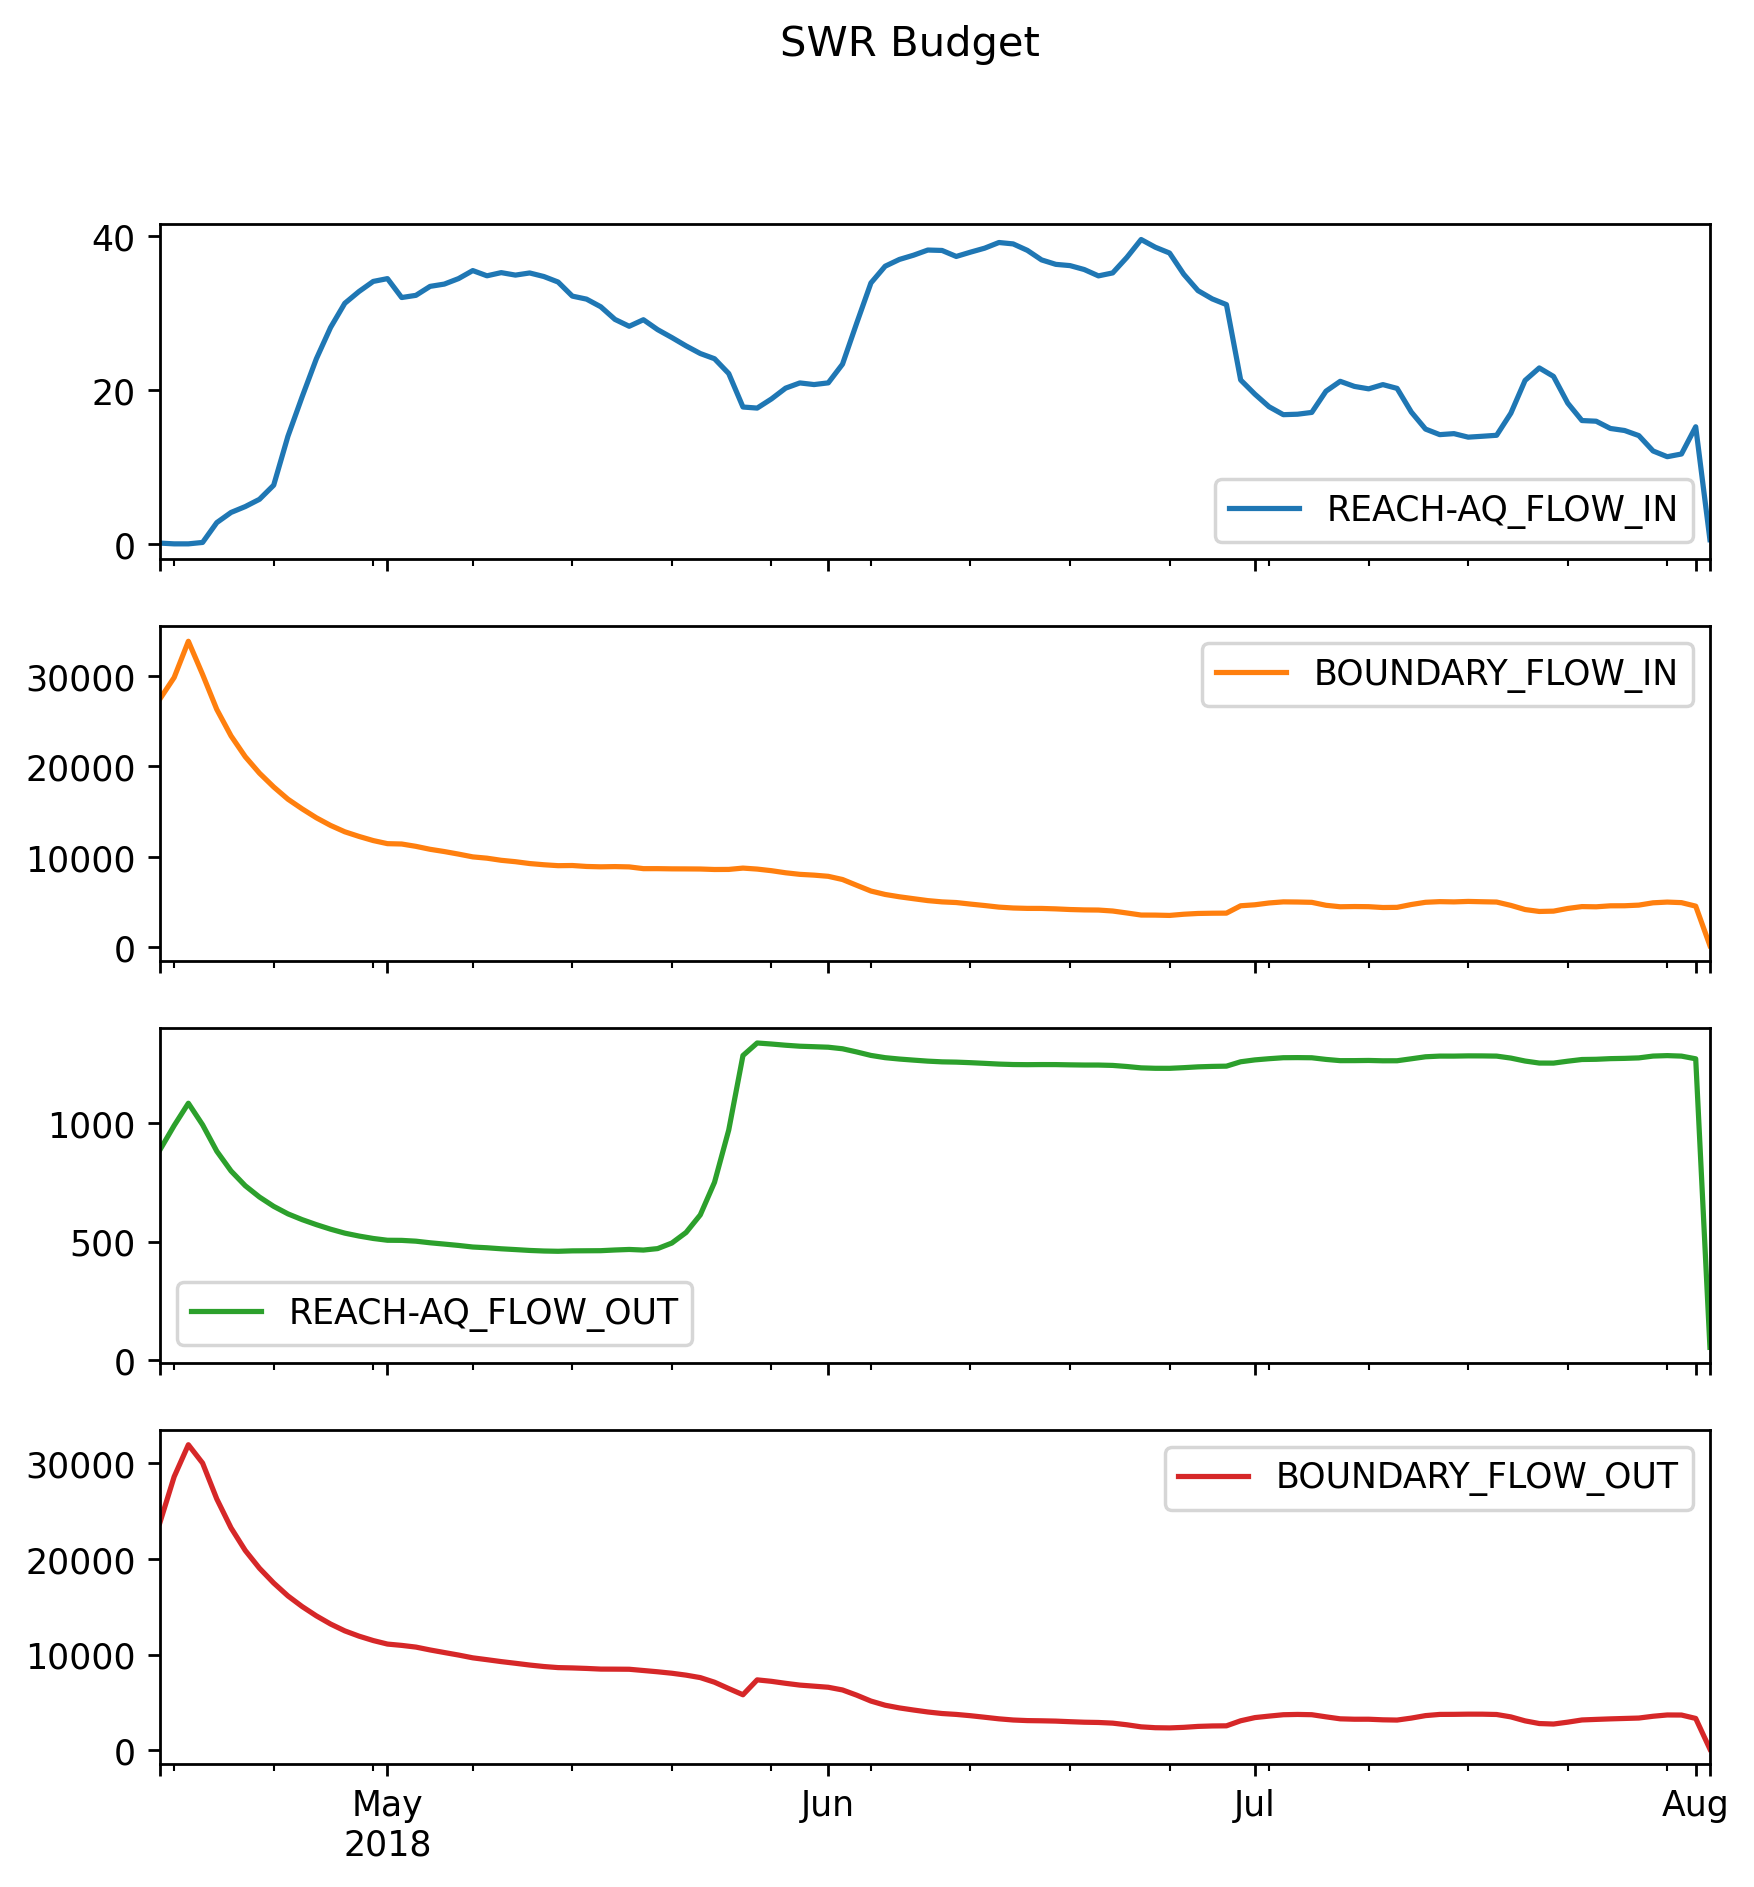 SWR Budget
40
20
0
REACH-AQ_FLOW_IN
30000
20000
10000
0
BOUNDARY_FLOW_IN
1000
500
0
REACH-AQ_FLOW_OUT
30000
20000
10000
0
BOUNDARY_FLOW_OUT
May
2018
Jun
Jul
Aug